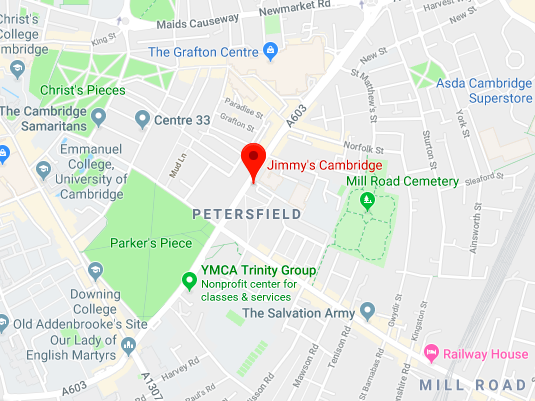 Newmarket Rd
Maids Causeway
Christ's
College
Cambridge
King St
The Grafton Centre
New St
New St
St Matthew's St
Asda Cambridge
Superstore
Christ's Pieces
Paradise St
A603
York St
The Cambridge
Samaritans
Centre 33
Grafton St
Norfolk St
Sturton St
Emmanuel
College,
University of
Cambridge
Mud Ln
Jimmy's Cambridge
Sleaford St
Mill Road Cemetery
PETERSFIELD
Ainsworth St
Parker's Piece
YMCA Trinity Group
Nonprofit center for
classes & services
Downing
College
The Salvation Army
Gwydir St
Kingston St
Old Addenbrooke's Site
Our Lady of
English Martyrs
Railway House
Harvey Rd
Mawson Rd
Tenison Rd
St Barnabas Rd
A603
A1307
MILL ROAD